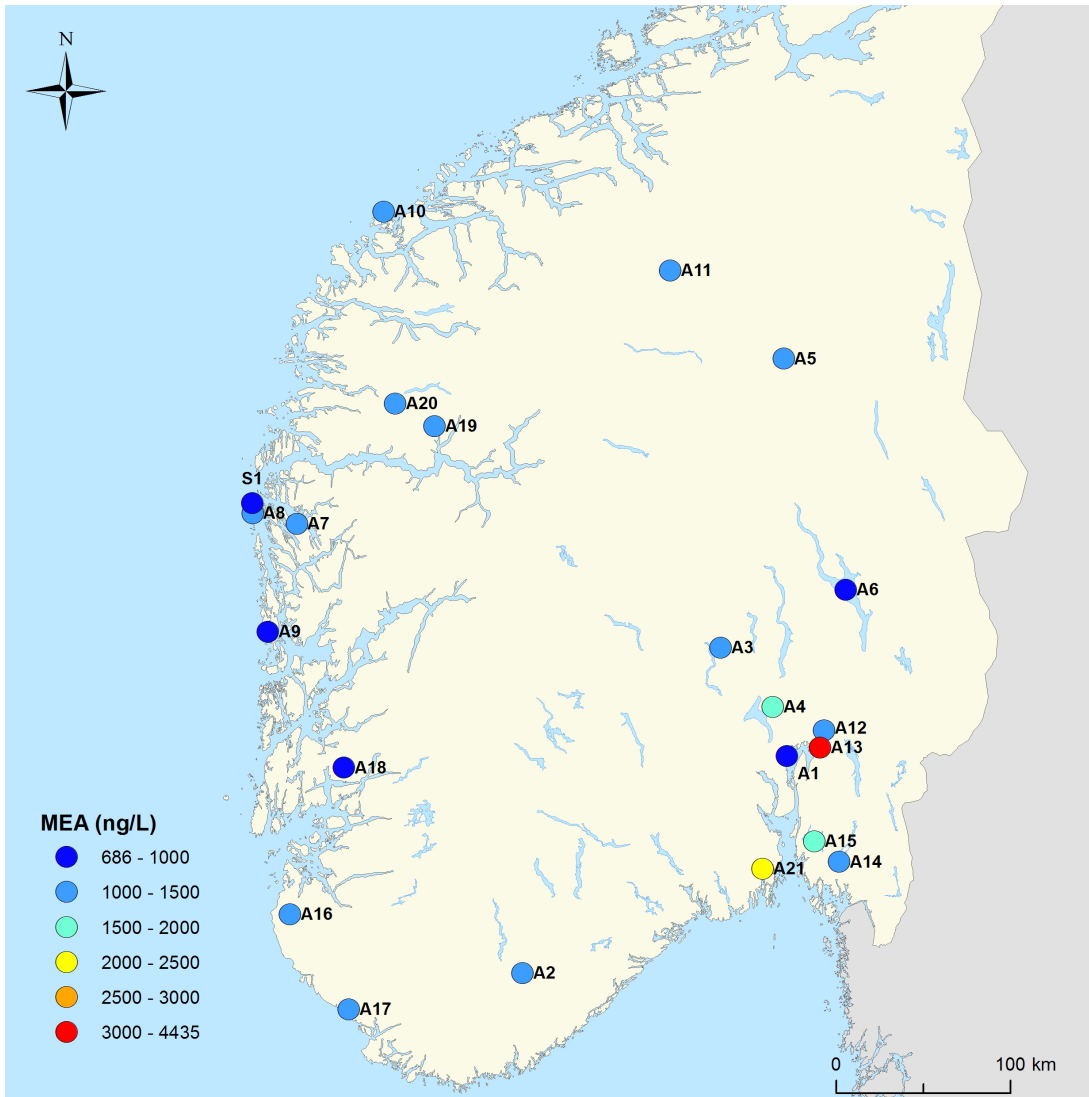 N
A10
A11
A5
A20
A19
S1
A8
A7
A6
A9
A3
A4
A12
A13
A18
A1
MEA (ng/L)
686 - 1000
A15
A14
A21
1000 - 1500
A16
1500 - 2000
2000 - 2500
A2
2500 - 3000
A17
3000 - 4435
0 100 km